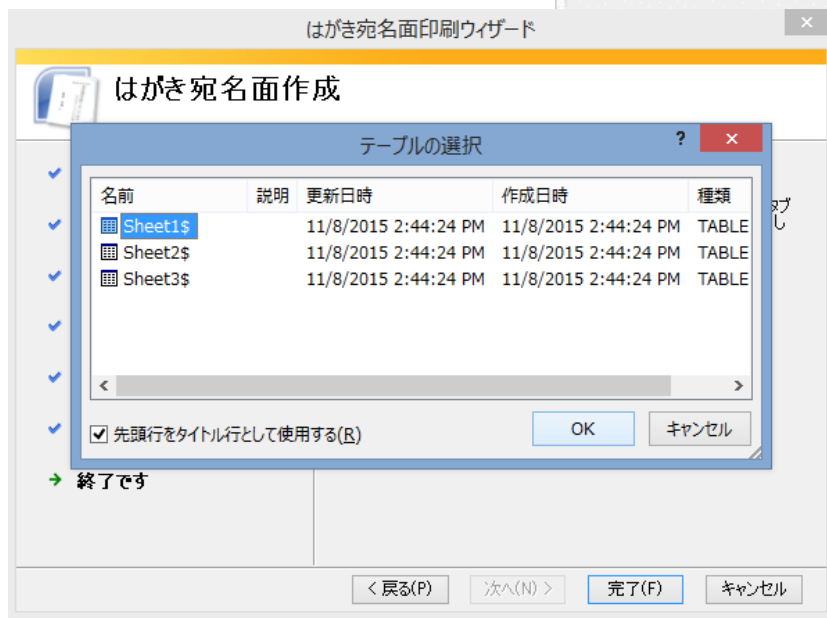 はがき宛名面印刷ウィザード
はがき宛名面作成
テーブルの選択
名前 説明 更新日時 作成日時 種類
Sheet1$ 11/8/2015 2:44:24 PM 11/8/2015 2:44:24 PM TABLE
Sheet2$ 11/8/2015 2:44:24 PM 11/8/2015 2:44:24 PM TABLE
Sheet3$ 11/8/2015 2:44:24 PM 11/8/2015 2:44:24 PM TABLE
タブ
し
先頭行をタイトル行として使用する(R)
OK キャンセル
終了です
< 戻る(P) 次へ(N) > 完了(F) キャンセル